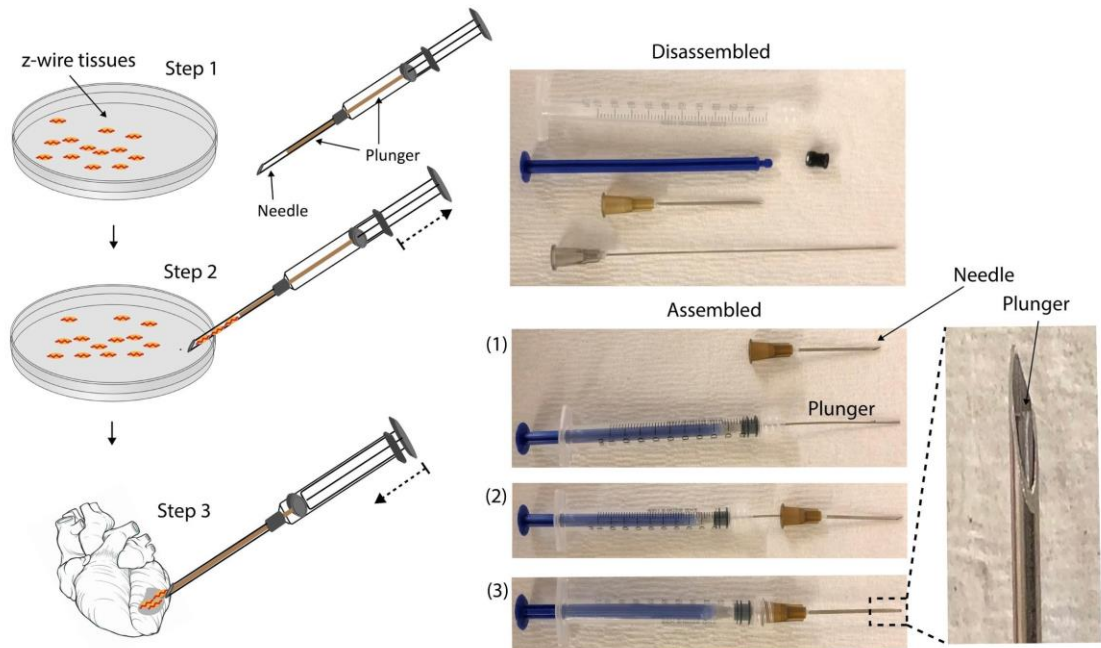 z-wire tissues
Step 1
Plunger
Needle
Step 2
Step 3
Disassembled
Assembled
Needle
Plunger
(1)
Plunger
(2)
(3)